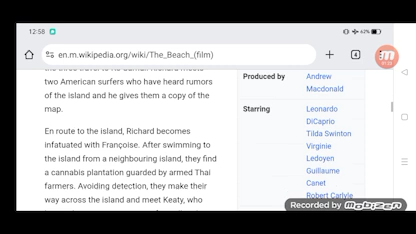 12:58
62%
en.m.wikipedia.org/wiki/The_Beach_(film)
4
two American surfers who have heard rumors
of the island and he gives them a copy of the
map.
En route to the island, Richard becomes
infatuated with Françoise. After swimming to
the island from a neighbouring island, they find
a cannabis plantation guarded by armed Thai
farmers. Avoiding detection, they make their
way across the island and meet Keaty, who
Produced by
Andrew
Macdonald
Starring
Leonardo
DiCaprio
Tilda Swinton
Virginie
Ledoyen
Guillaume
Canet
Robert Carlyle
Recorded by Mobizen